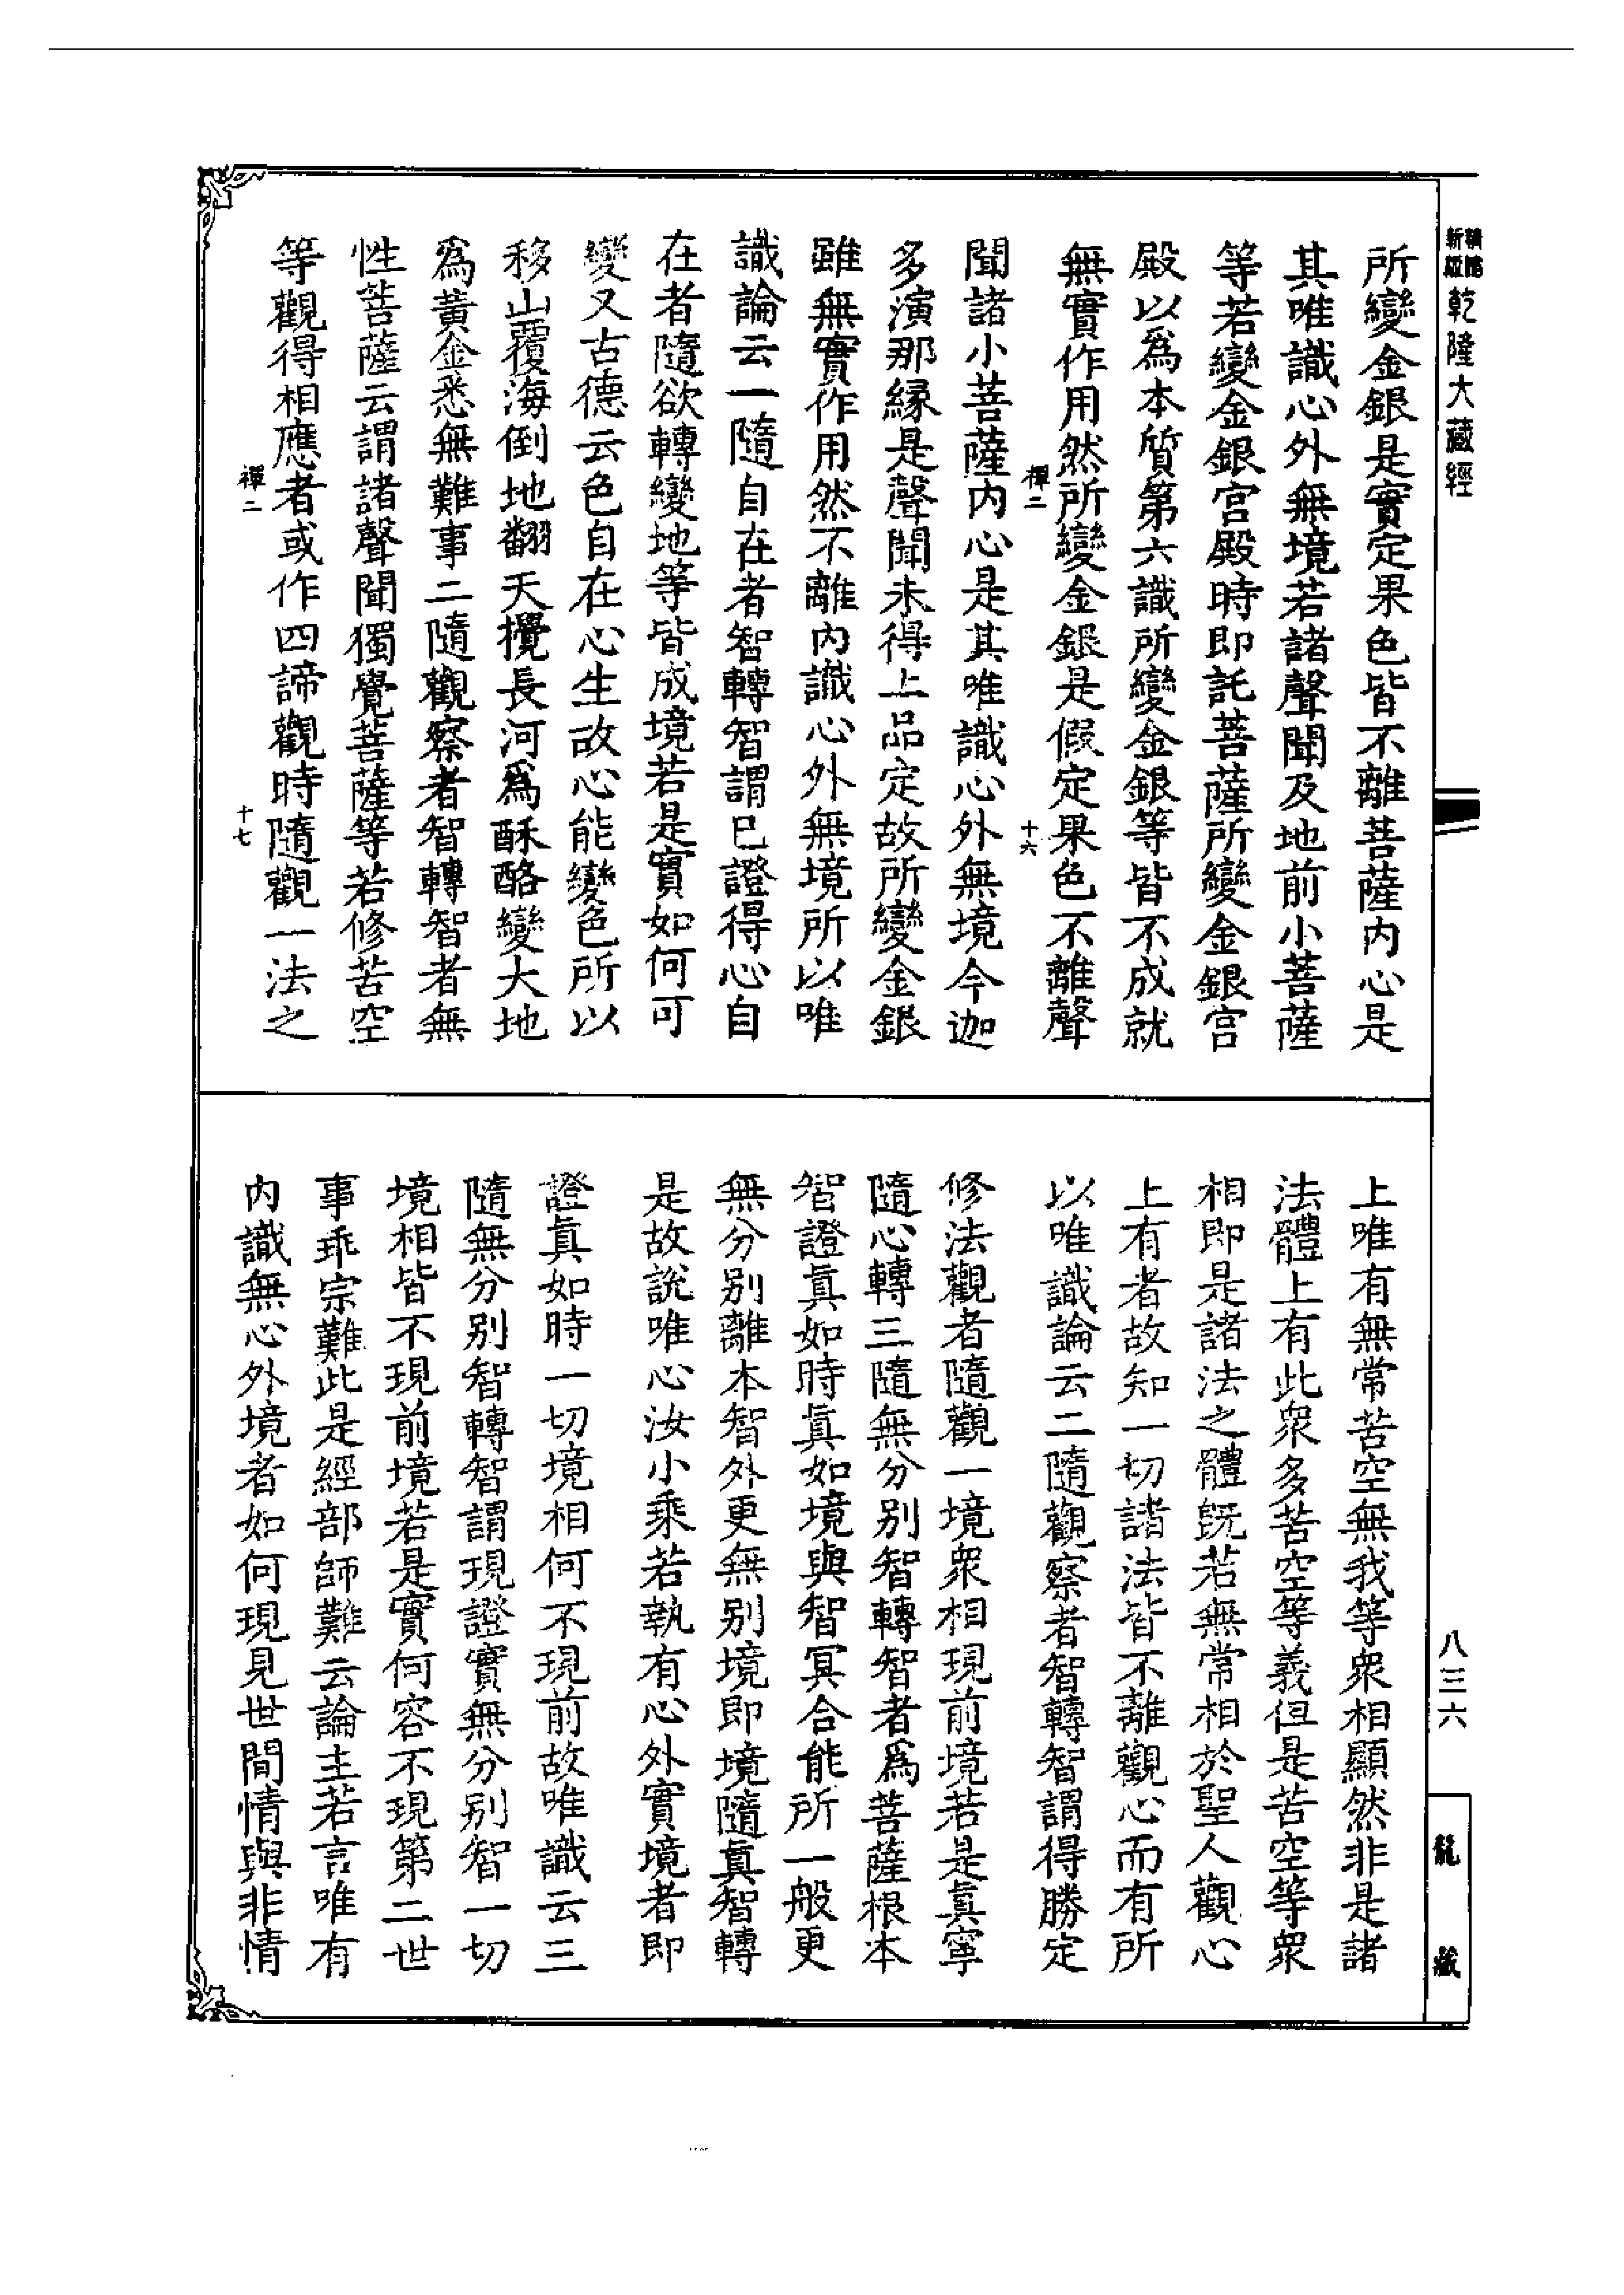 精縮
新版
乾隆大藏經
所變金銀是實定果色皆不離菩薩内心是
其唯識心外無境若諸聲聞及地前小菩薩
等若變金銀宮殿時即託菩薩所變金銀宮
殿以為本質第六識所變金銀等皆不成就
無實作用然所變金銀是假定果色不離聲
禪二
十六
聞諸小菩薩内心是其唯識心外無境今迦
多演那縁是聲聞未得上品定故所變金銀
雖無實作用然不離内識心外無境所以唯
識論云一隨自在者智轉智謂巳證得心自
在者隨欲轉變地等皆成境若是實如何可
變又古德云色自在心生故心能變色所以
移山覆海倒地翻天攪長河為酥酪變大地
為黃金悉無難事二隨觀察者智轉智者無
性菩薩云謂諸聲聞獨覺菩薩等若修苦空
等觀得相應者或作四諦觀時隨觀一法之
禪二
十七
上唯有無常苦空無我等衆相顯然非是諸
法體上有此衆多苦空等義但是苦空等衆
相即是諸法之體既若無常相於聖人觀心
上有者故知一切諸法皆不離觀心而有所
以唯識論云二隨觀察者智轉智謂得勝定
修法觀者隨觀一境衆相現前境若是眞寧
隨心轉三隨無分别智轉智者為菩薩根本
智證眞如時眞如境與智冥合能所一般更
無分别離本智外更無别境即境隨眞智轉
是故說唯心汝小乘若執有心外實境者即
證眞如時一切境相何不現前故唯識云三
隨無分别智轉智謂現證實無分别智一切
境相皆不現前境若是實何容不現第二世
事乖宗難此是經部師難云論主若言唯有
内識無心外境者如何現見世間情與非情
八三六
龍藏